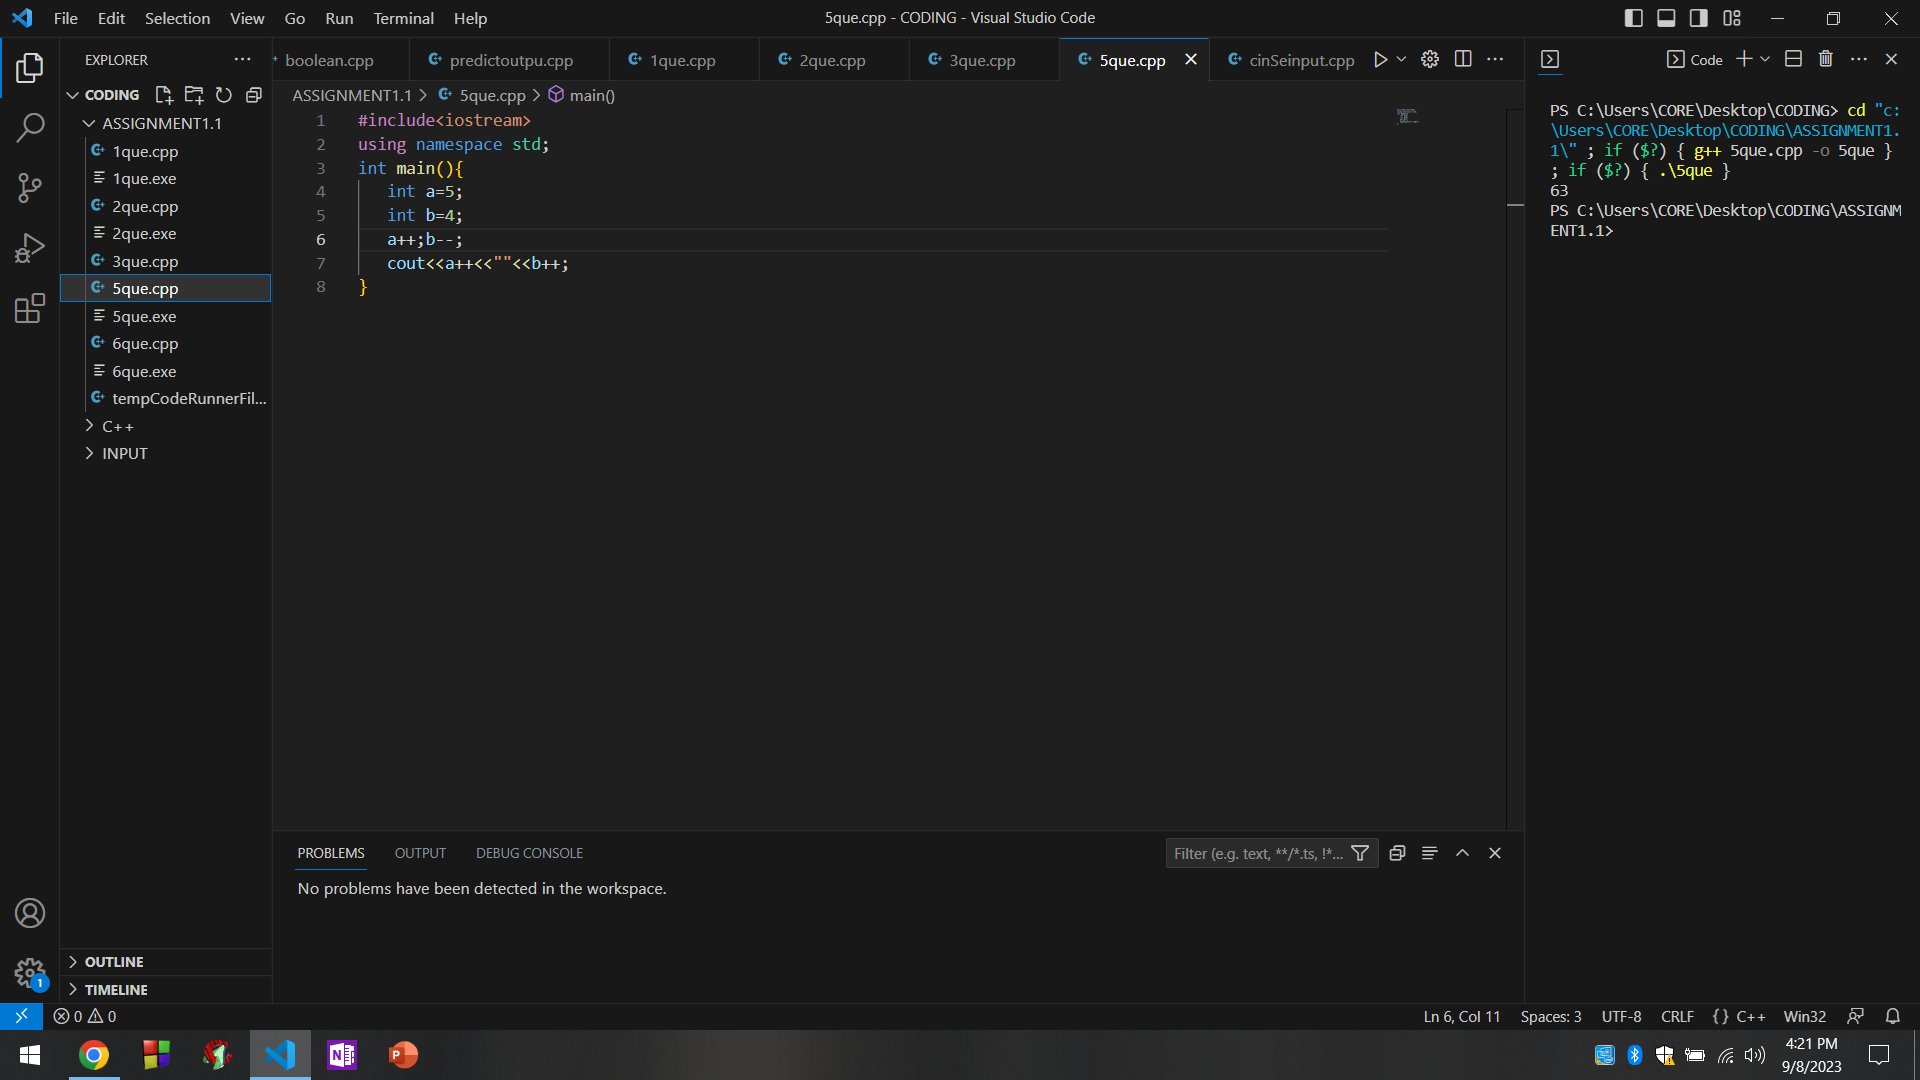 File Edit Selection View Go Run Terminal Help
5que.cpp - CODING - Visual Studio Code
EXPLORER
CODING
ASSIGNMENT1.1
1que.cpp
1que.exe
2que.cpp
2que.exe
3que.cpp
5que.cpp
5que.exe
6que.cpp
6que.exe
tempCodeRunnerFil...
C++
INPUT
OUTLINE
TIMELINE
boolean.cpp predictoutpu.cpp 1que.cpp 2que.cpp 3que.cpp 5que.cpp cinSeinput.cpp
ASSIGNMENT1.1 > 5que.cpp > main()
1 #include<iostream>
2 using namespace std;
3 int main(){
4 int a=5;
5 int b=4;
6 a++;b--;
7 cout<<a++<<""<<b++;
8 }
PROBLEMS OUTPUT DEBUG CONSOLE
Filter (e.g. text, **/*.ts, !*...
No problems have been detected in the workspace.
Code
PS C:\Users\CORE\Desktop\CODING> cd "c:
\Users\CORE\Desktop\CODING\ASSIGNMENT1.
1\" ; if ($?) { g++ 5que.cpp -o 5que }
; if ($?) { .\5que }
63
PS C:\Users\CORE\Desktop\CODING\ASSIGNM
ENT1.1>
1
0 0
Ln 6, Col 11 Spaces: 3 UTF-8 CRLF {} C++ Win32
4:21 PM
9/8/2023